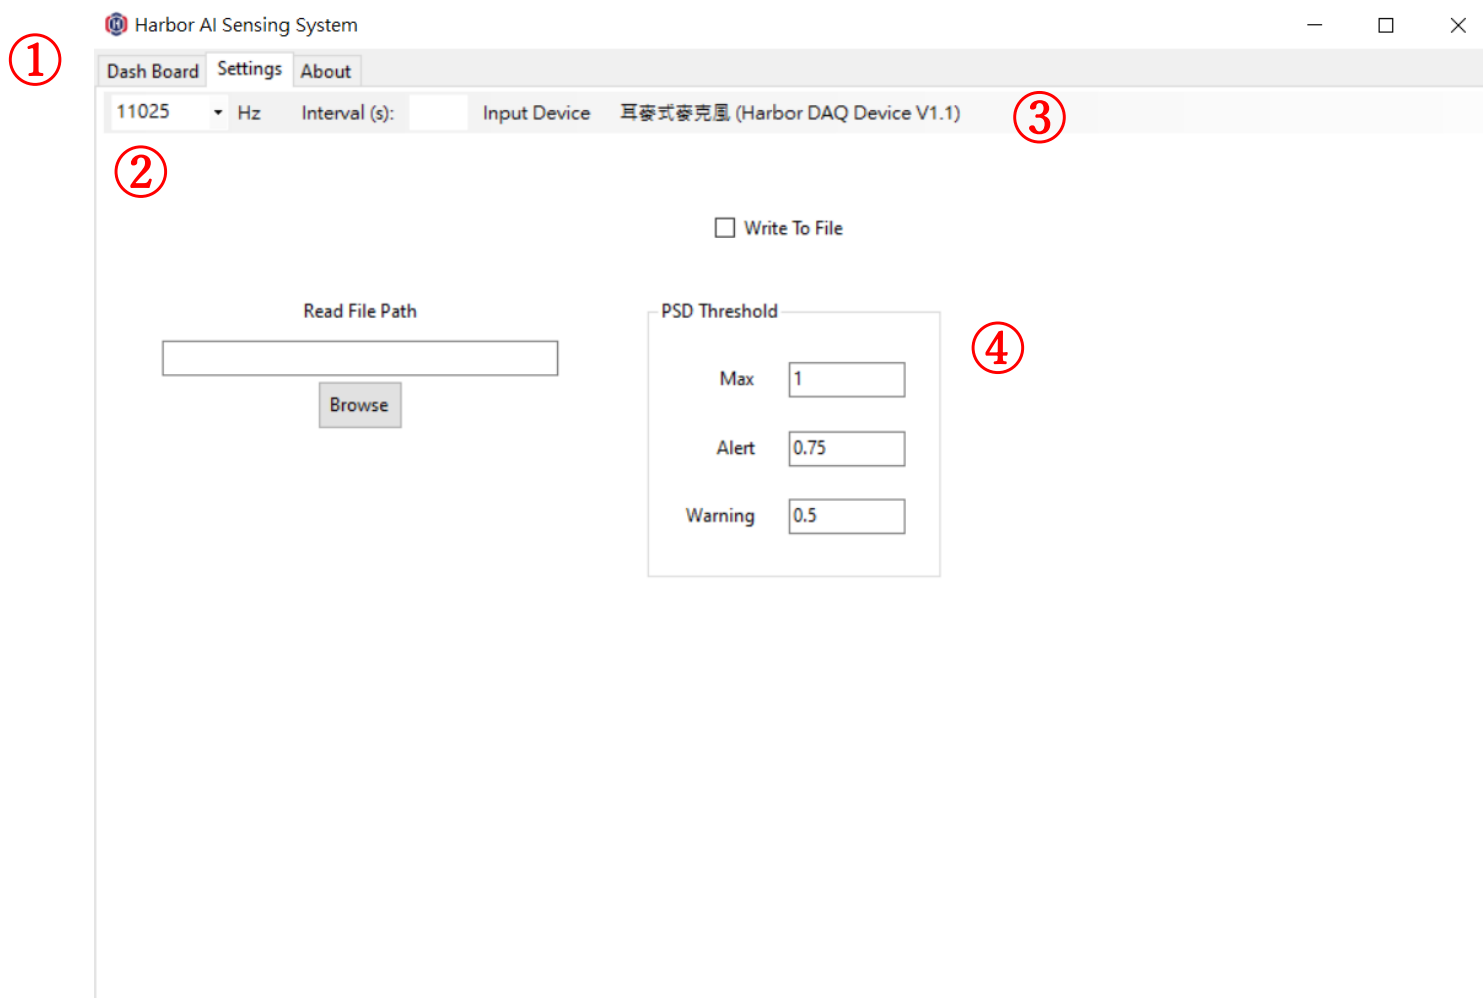 Harbor AI Sensing System
①
Dash Board Settings About
11025 Hz Interval (s): Input Device 耳麥式麥克風 (Harbor DAQ Device V1.1) ③
②
Write To File
Read File Path
PSD Threshold
④
Max 1
Browse
Alert 0.75
Warning 0.5